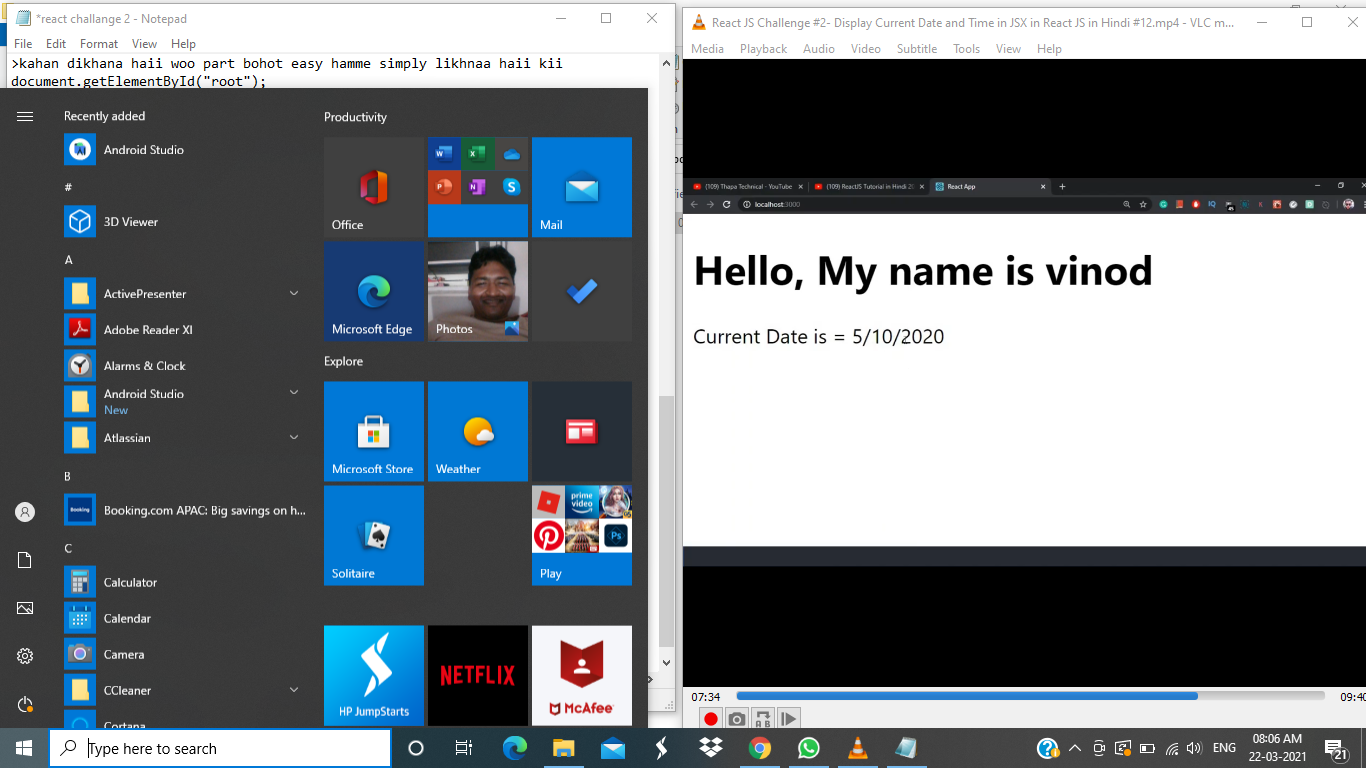 *react challange 2 - Notepad
File Edit Format View Help
>kahan dikhana haii woo part bohot easy hamme simply likhnaa haii kii
document.getElementById("root");
Recently added
Android Studio
#
3D Viewer
A
ActivePresenter
Adobe Reader XI
Alarms & Clock
Android Studio
New
Atlassian
B
Booking
Booking.com APAC: Big savings on h...
C
Calculator
Calendar
Camera
CCleaner
Cortana
Productivity
Office
Mail
Microsoft Edge
Photos
Explore
Microsoft Store
Weather
Solitaire
prime video
Ps
Play
HP JumpStarts
NETFLIX
McAfee
React JS Challenge #2- Display Current Date and Time in JSX in React JS in Hindi #12.mp4 - VLC m...
Media Playback Audio Video Subtitle Tools View Help
(109) Thapa Technical - YouTube
(109) ReactJS Tutorial in Hindi
React App
localhost:3000
Hello, My name is vinod
Current Date is = 5/10/2020
07:34
09:40
Type here to search
ENG
08:06 AM
22-03-2021
21